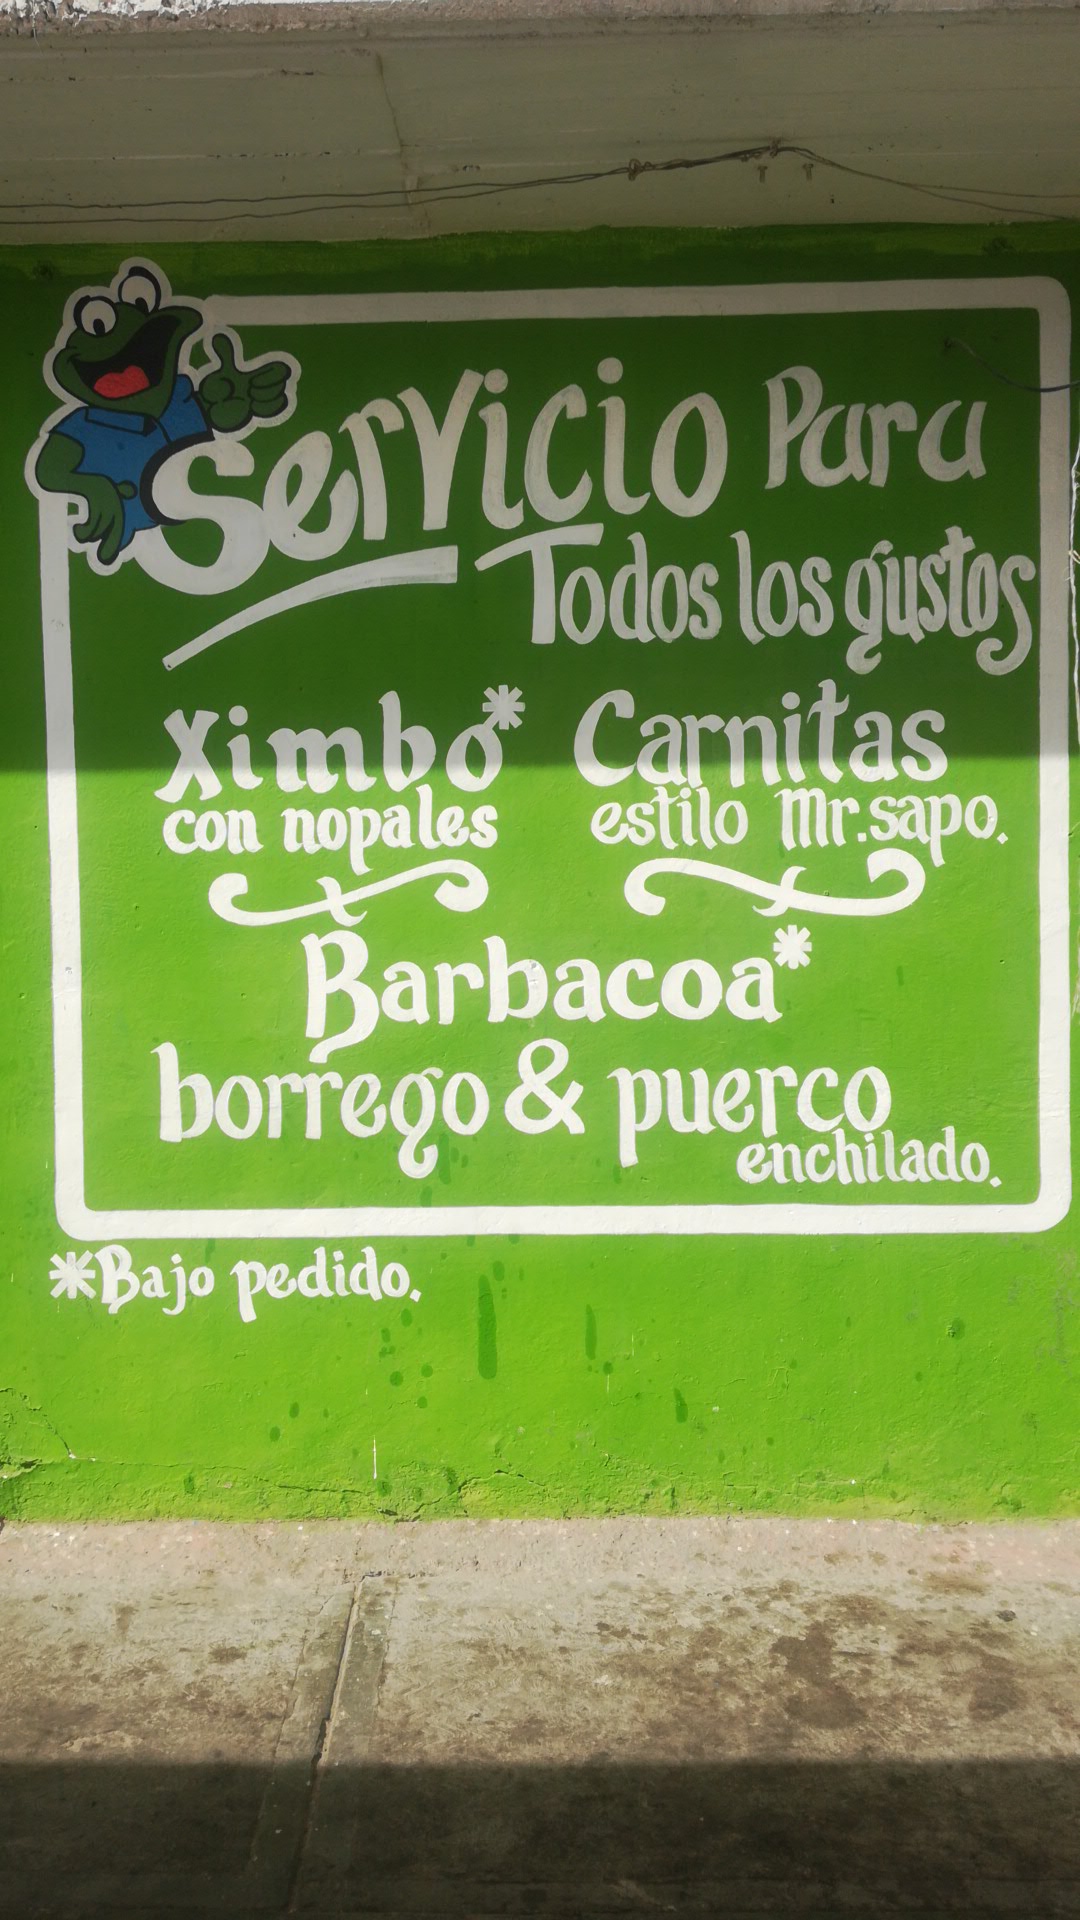 Servicio Para
Todos los gustos
Ximbo* Carnitas
con nopales estilo Mr.sapo.
Barbacoa*
borrego & puerco
enchilado.
*Bajo pedido.